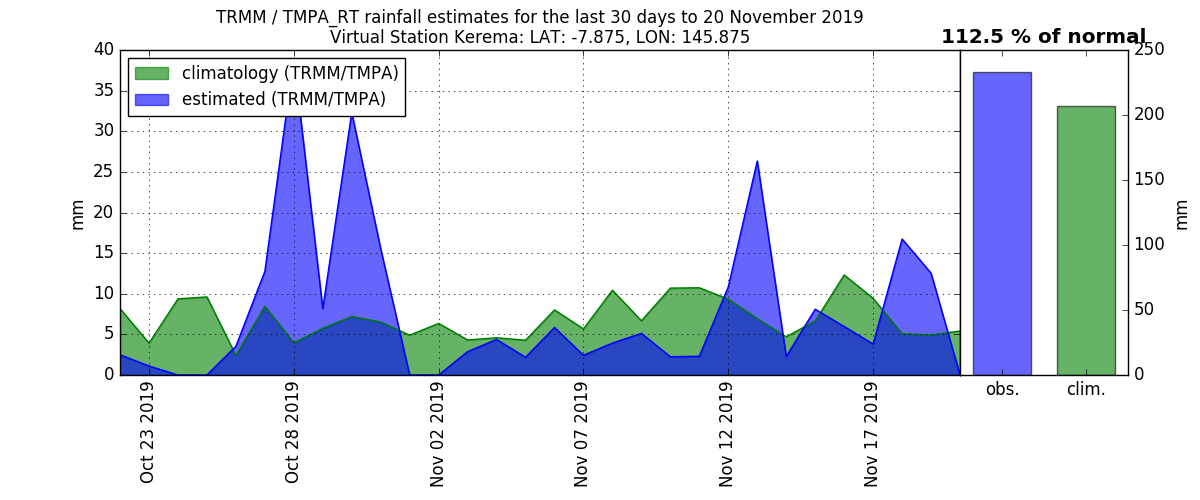 TRMM / TMPA_RT rainfall estimates for the last 30 days to 20 November 2019
Virtual Station Kerema: LAT: -7.875, LON: 145.875
112.5 % of normal
climatology (TRMM/TMPA)
estimated (TRMM/TMPA)
40
35
30
25
20
15
10
5
0
mm
250
200
150
100
50
0
mm
Oct 23 2019
Oct 28 2019
Nov 02 2019
Nov 07 2019
Nov 12 2019
Nov 17 2019
obs.
clim.